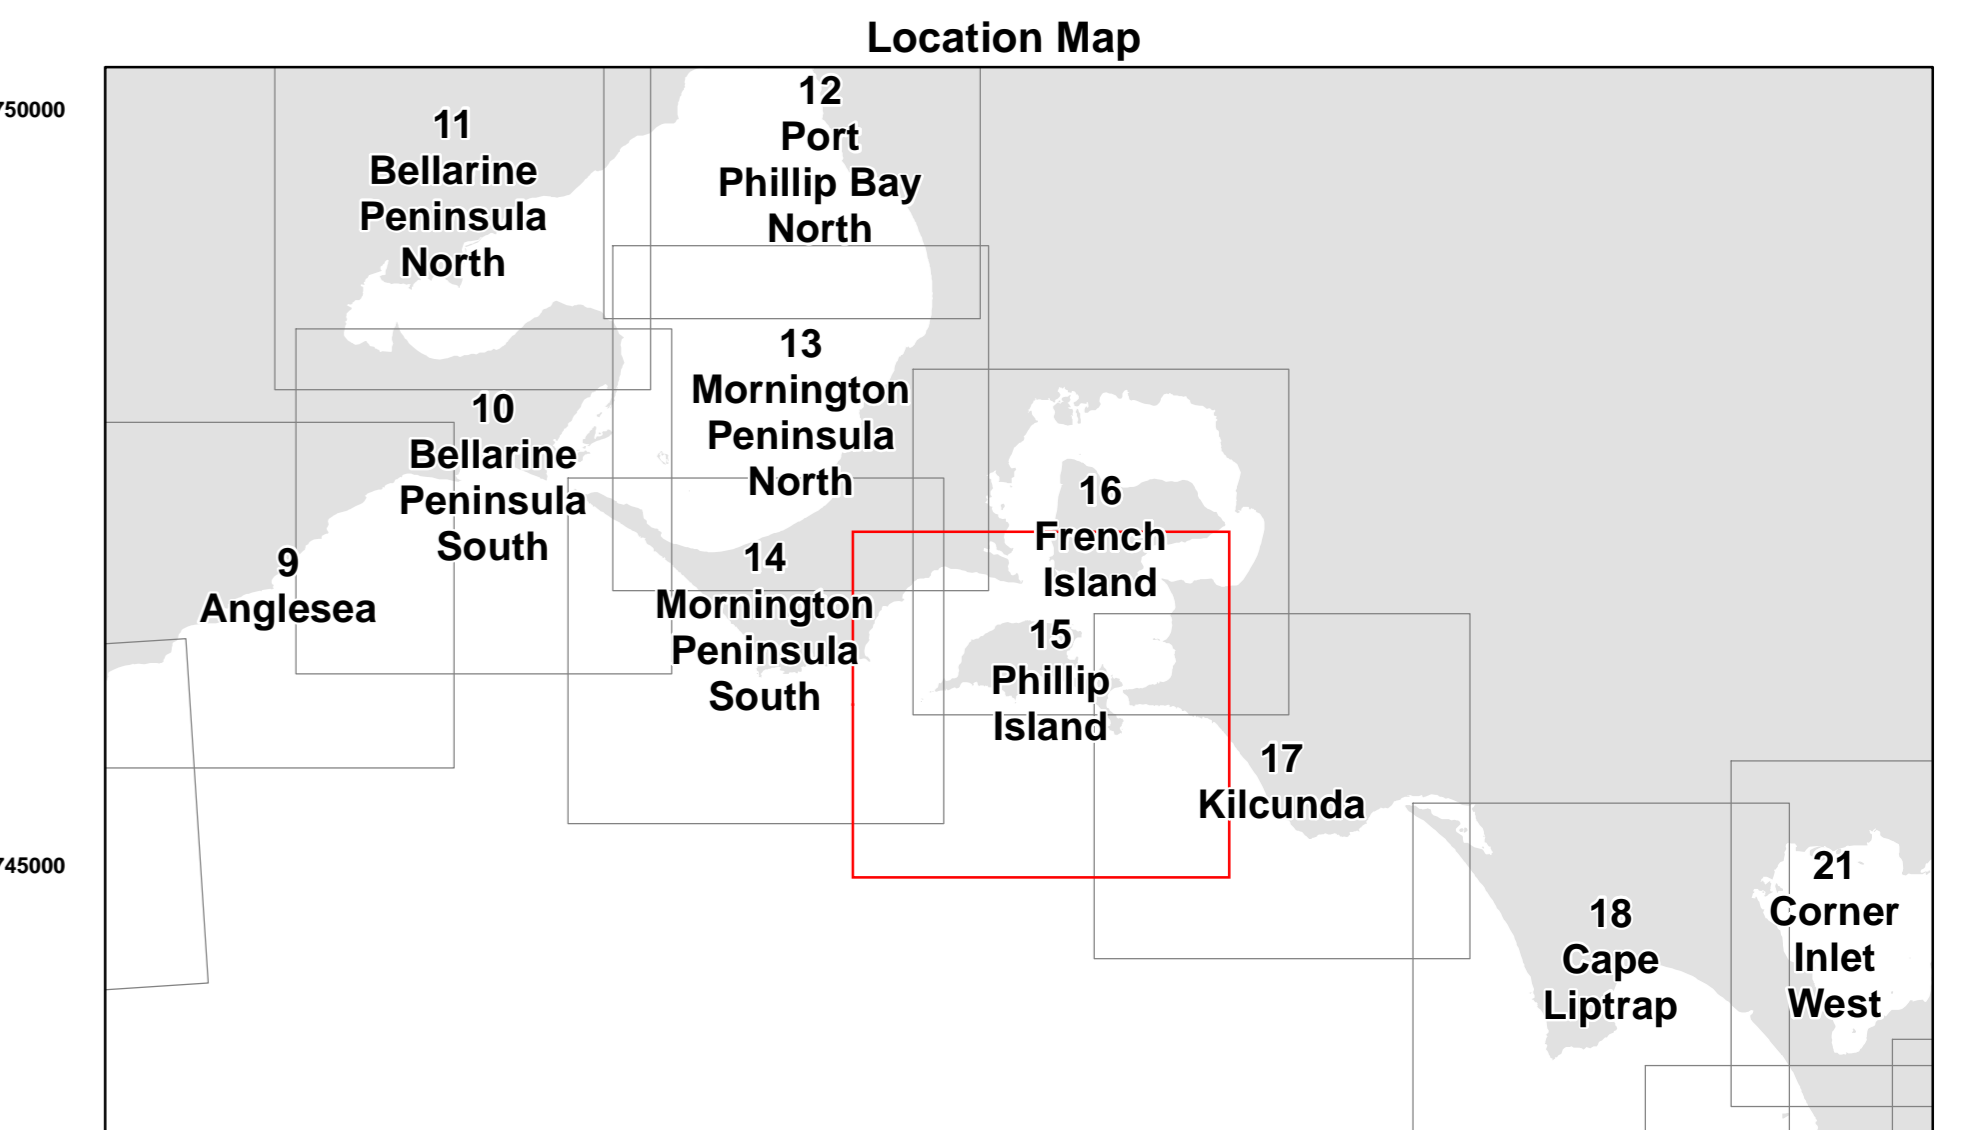 Location Map
750000
745000
11
Bellarine
Peninsula
North
12
Port
Phillip Bay
North
13
Mornington
Peninsula
North
10
Bellarine
Peninsula
South
9
Anglesea
14
Mornington
Peninsula
South
16
French
Island
15
Phillip
Island
17
Kilcunda
18
Cape
Liptrap
21
Corner
Inlet
West